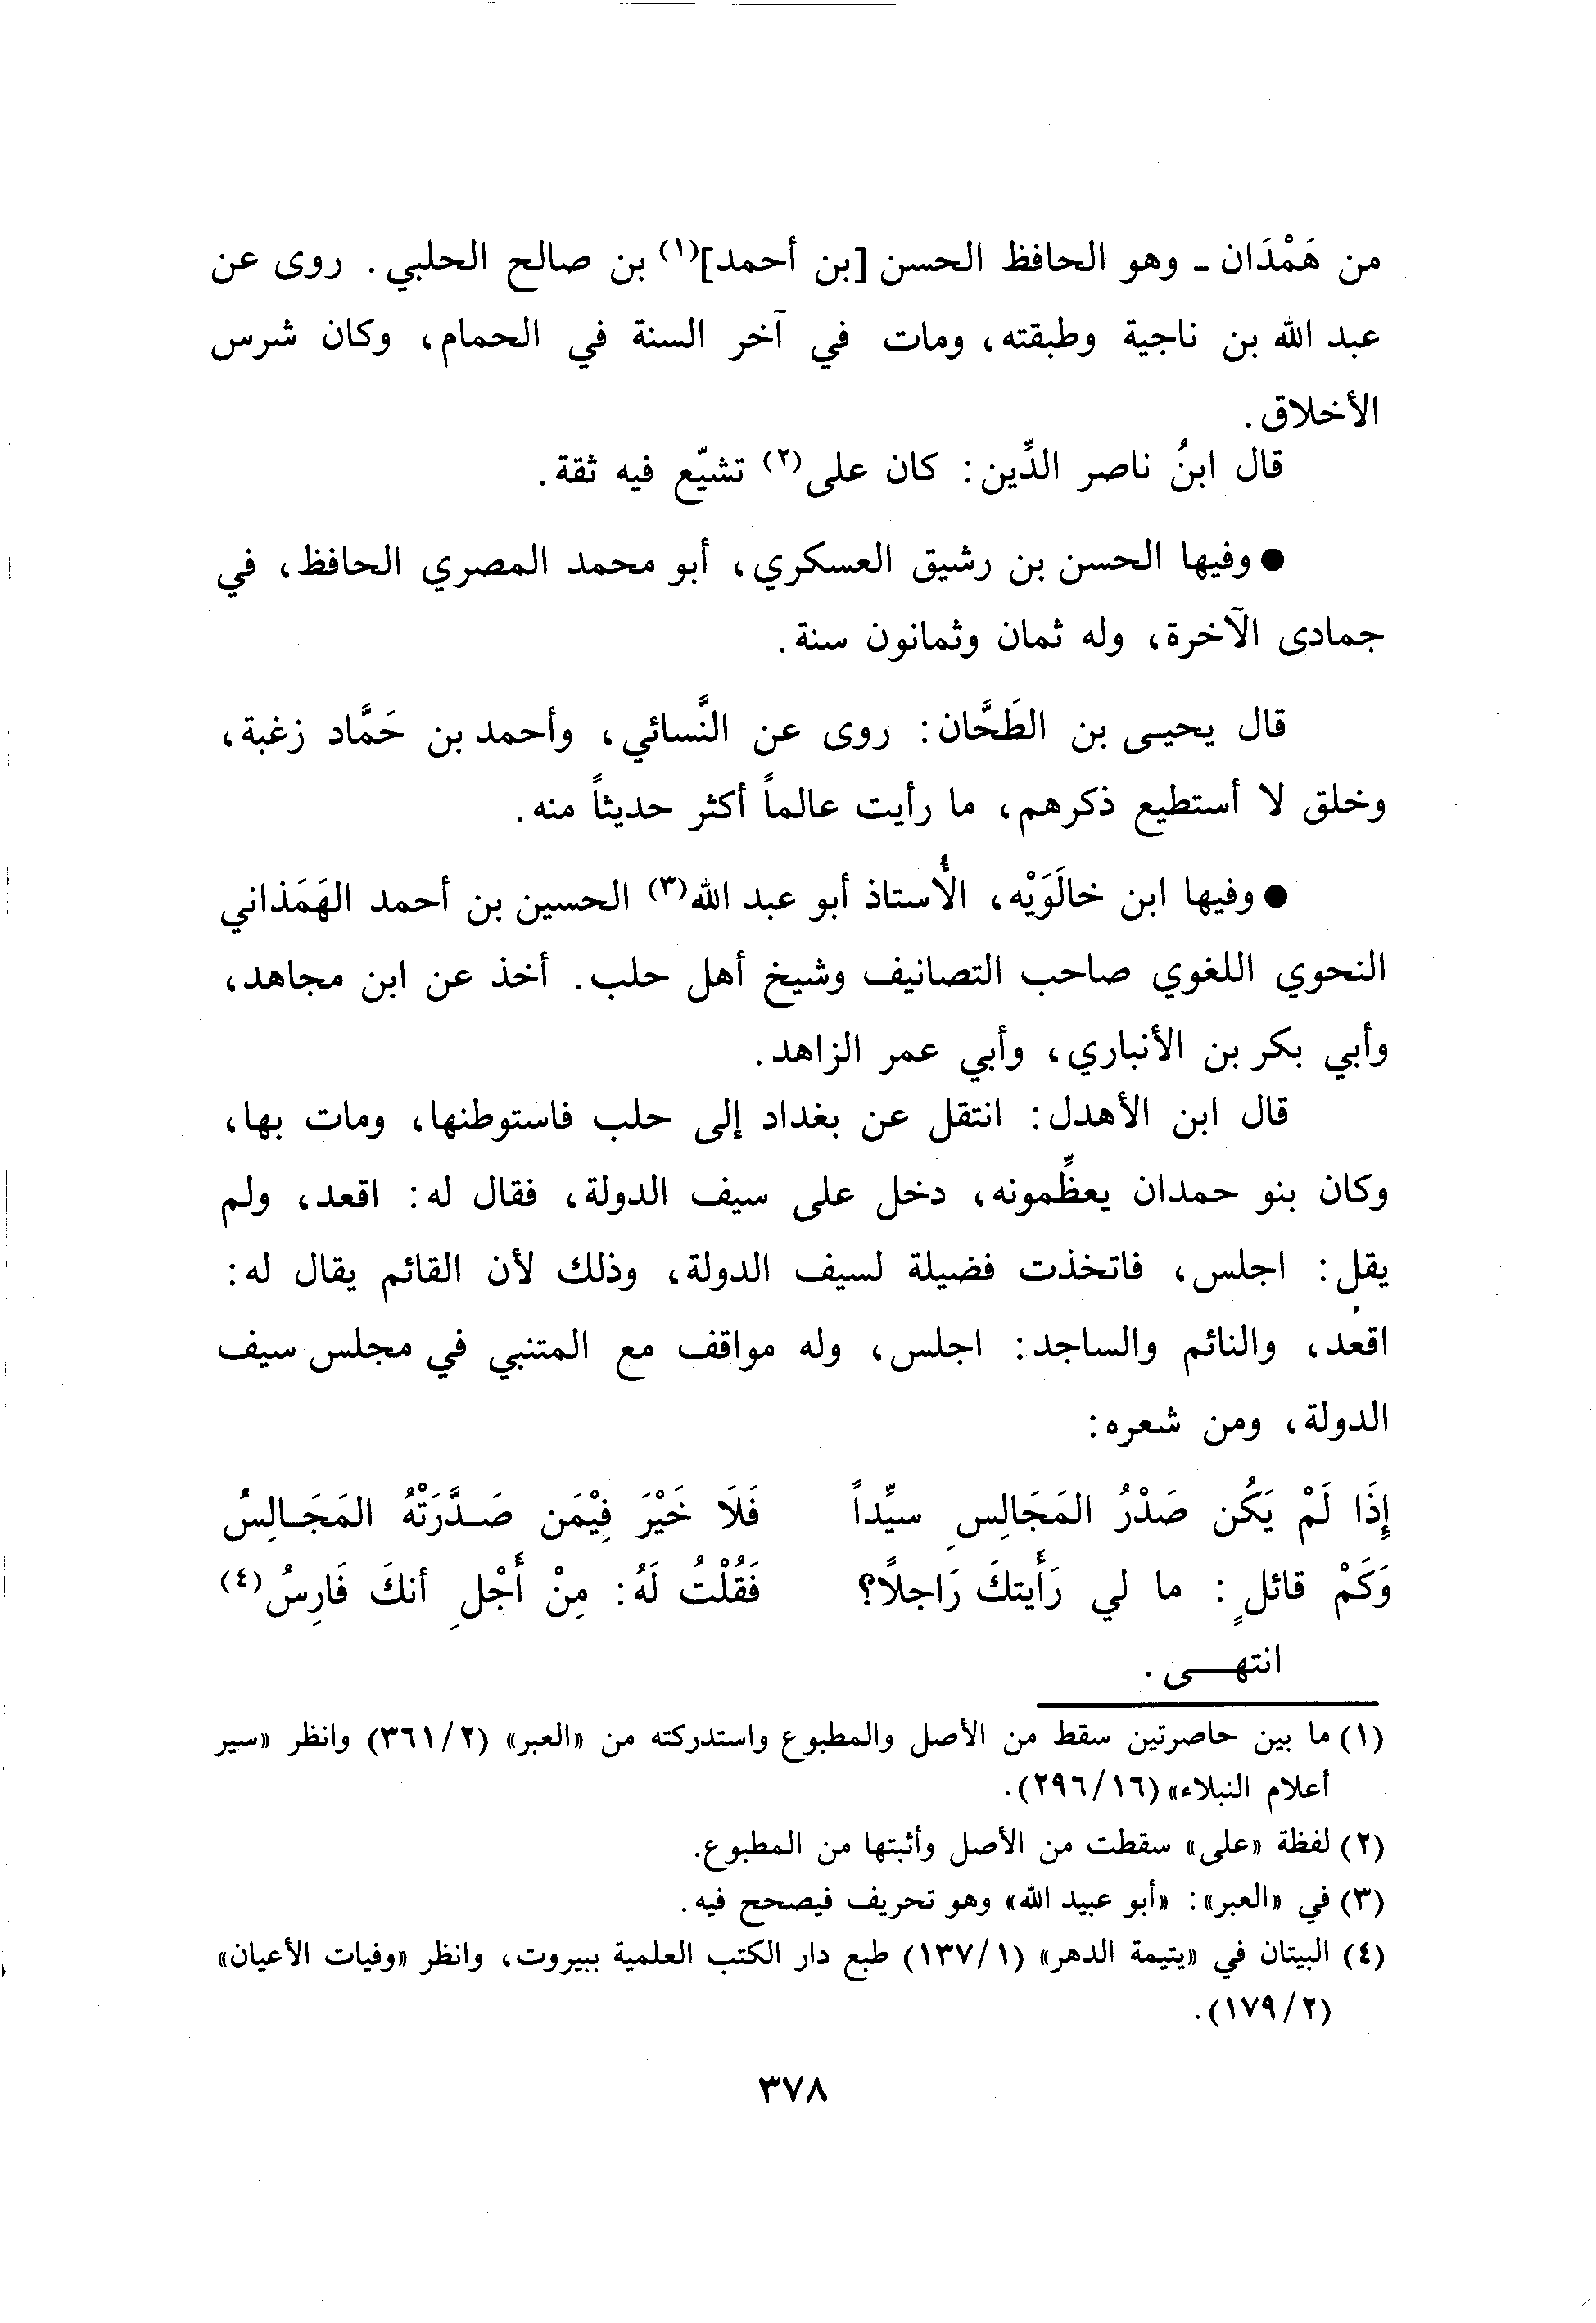 من هَمْدَان - وهو الحافظ الحسن [بن أحمد](١) بن صالح الحلبي. روى عن
عبد الله بن ناجية وطبقته، ومات في آخر السنة في الحمام، وكان شرس
الأخلاق.
قال ابنُ ناصر الدِّين: كان على(٢) تشيّع فيه ثقة.
● وفيها الحسن بن رشيق العسكري، أبو محمد المصري الحافظ، في
جمادى الآخرة، وله ثمان وثمانون سنة.
قال يحيى بن الطَحَّان: روى عن النَّسائي، وأحمد بن حَمَّاد زغبة،
وخلق لا أستطيع ذكرهم، ما رأيت عالماً أكثر حديثاً منه.
● وفيها ابن خالَوَيْه، الأُستاذ أبو عبد الله(٣) الحسين بن أحمد الهَمَذاني
النحوي اللغوي صاحب التصانيف وشيخ أهل حلب. أخذ عن ابن مجاهد،
وأبي بكر بن الأنباري، وأبي عمر الزاهد.
قال ابن الأهدل: انتقل عن بغداد إلى حلب فاستوطنها، ومات بها،
وكان بنو حمدان يعظِّمونه، دخل على سيف الدولة، فقال له: اقعد، ولم
يقل: اجلس، فاتخذت فضيلة لسيف الدولة، وذلك لأن القائم يقال له:
اقعد، والنائم والساجد: اجلس، وله مواقف مع المتنبي في مجلس سيف
الدولة، ومن شعره:
إِذَا لَمْ يَكُن صَدْرُ المَجَالِسِ سيِّداً فَلَا خَيْرَ فِيْمَن صَدَّرَتْهُ المَجَالِسُ
وَكَمْ قائلٍ: ما لي رَأَيتكَ رَاجلاً؟ فَقُلْتُ لَهُ: مِنْ أَجْلِ أنكَ فَارِسُ(٤)
انتهى.
(١) ما بين حاصرتين سقط من الأصل والمطبوع واستدركته من «العبر» (٣٦١/٢) وانظر «سير
أعلام النبلاء» (٢٩٦/١٦).
(٢) لفظة «على» سقطت من الأصل وأثبتها من المطبوع.
(٣) في «العبر»: «أبو عبيد الله» وهو تحريف فيصحح فيه.
(٤) البيتان في «يتيمة الدهر» (١٣٧/١) طبع دار الكتب العلمية ببيروت، وانظر «وفيات الأعيان»
(١٧٩/٢).
٣٧٨